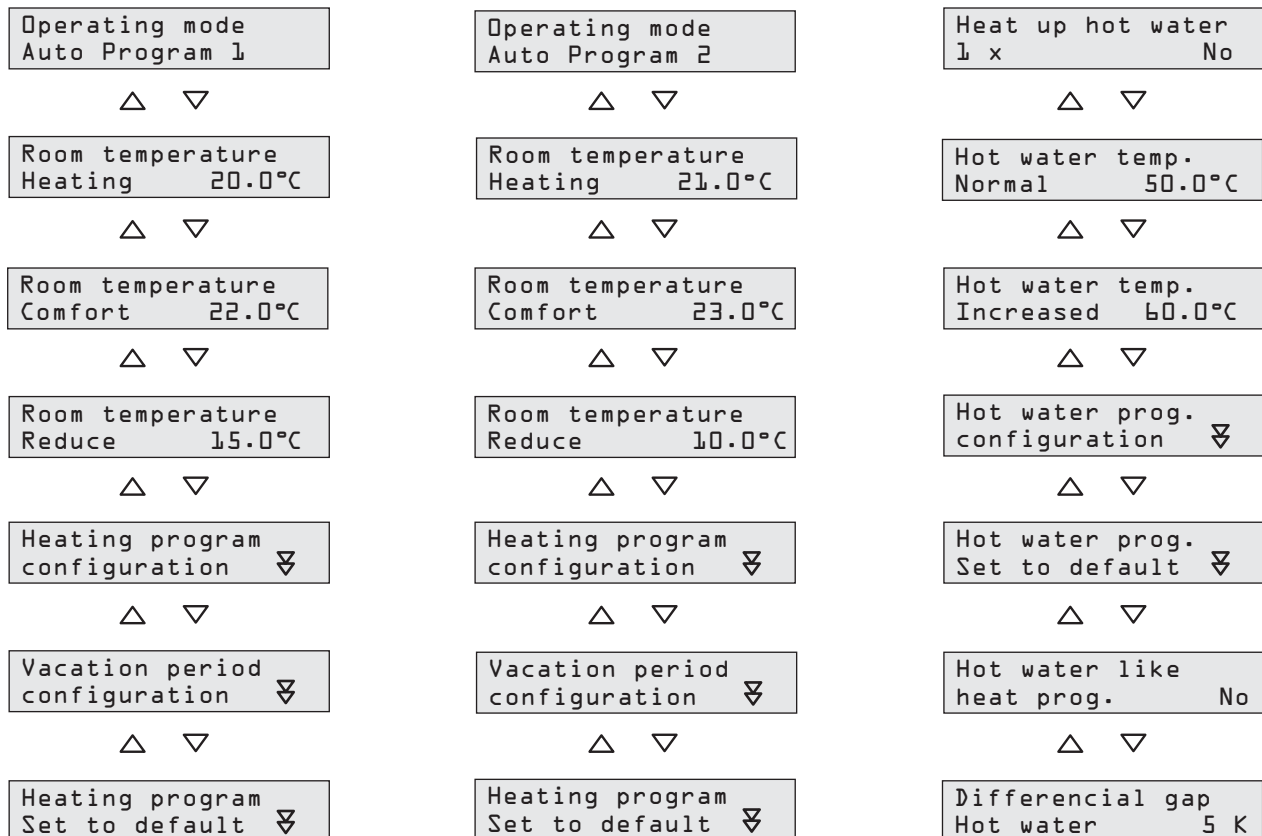 Operating mode
Auto Program 1
Room temperature
Heating 20.0°C
Room temperature
Comfort 22.0°C
Room temperature
Reduce 15.0°C
Heating program
configuration
Vacation period
configuration
Heating program
Set to default
Operating mode
Auto Program 2
Room temperature
Heating 21.0°C
Room temperature
Comfort 23.0°C
Room temperature
Reduce 10.0°C
Heating program
configuration
Vacation period
configuration
Heating program
Set to default
Heat up hot water
1 x No
Hot water temp.
Normal 50.0°C
Hot water temp.
Increased 60.0°C
Hot water prog.
configuration
Hot water prog.
Set to default
Hot water like
heat prog. No
Differencial gap
Hot water 5 K